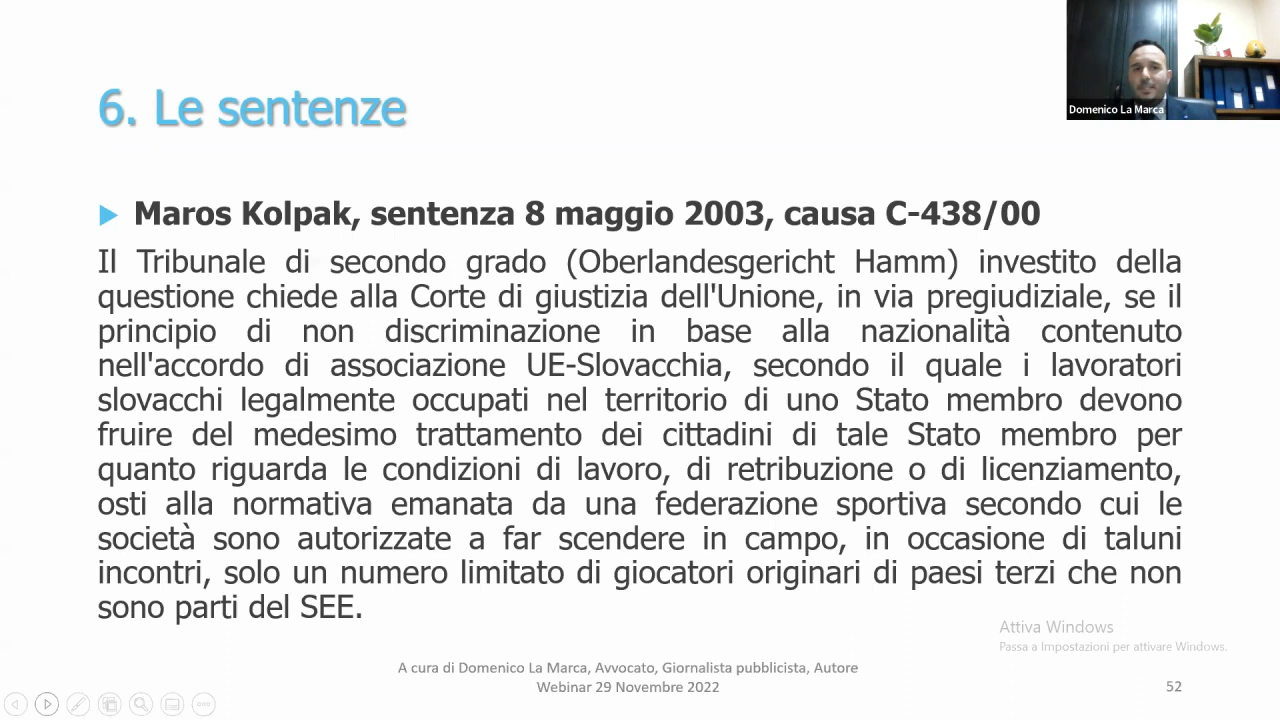 Domenico La Marca
6. Le sentenze
Maros Kolpak, sentenza 8 maggio 2003, causa C-438/00
Il Tribunale di secondo grado (Oberlandesgericht Hamm) investito della
questione chiede alla Corte di giustizia dell'Unione, in via pregiudiziale, se il
principio di non discriminazione in base alla nazionalità contenuto
nell'accordo di associazione UE-Slovacchia, secondo il quale i lavoratori
slovacchi legalmente occupati nel territorio di uno Stato membro devono
fruire del medesimo trattamento dei cittadini di tale Stato membro per
quanto riguarda le condizioni di lavoro, di retribuzione o di licenziamento,
osti alla normativa emanata da una federazione sportiva secondo cui le
società sono autorizzate a far scendere in campo, in occasione di taluni
incontri, solo un numero limitato di giocatori originari di paesi terzi che non
sono parti del SEE.
Attiva Windows
Passa a Impostazioni per attivare Windows.
A cura di Domenico La Marca, Avvocato, Giornalista pubblicista, Autore
Webinar 29 Novembre 2022
52